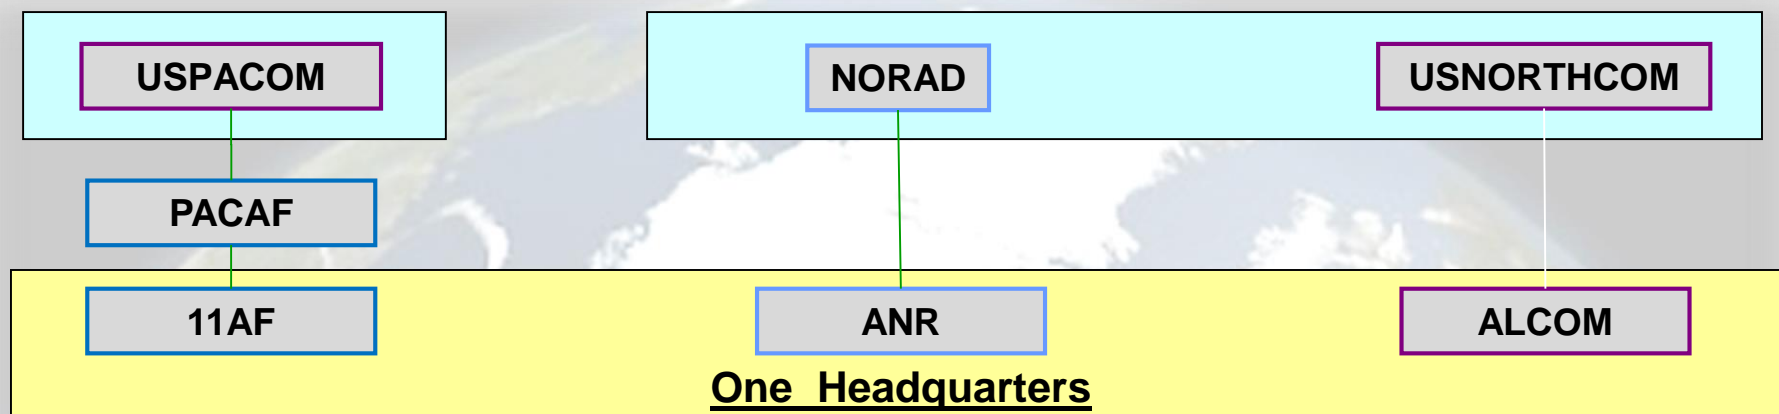 USPACOM NORAD USNORTHCOM
PACAF
11AF ANR ALCOM
One Headquarters